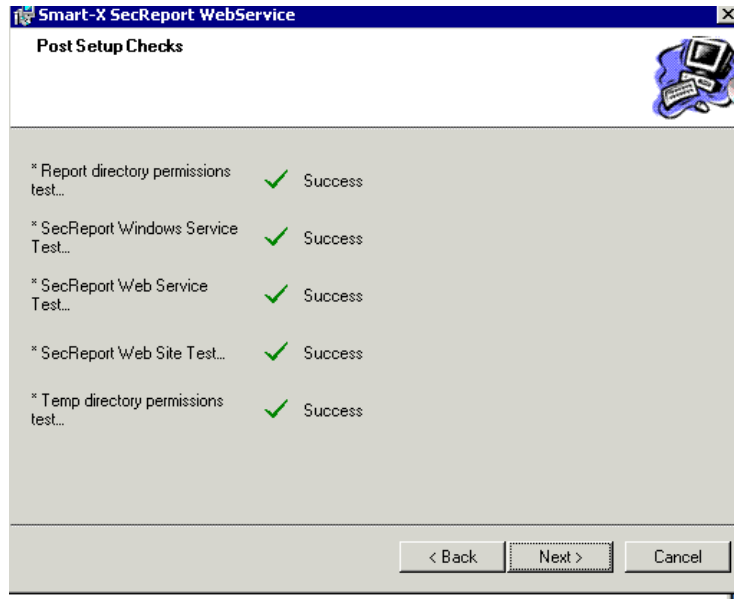 Smart-X SecReport WebService
Post Setup Checks
* Report directory permissions
test...
Success
* SecReport Windows Service
Test...
Success
* SecReport Web Service
Test...
Success
* SecReport Web Site Test...
Success
* Temp directory permissions
test...
Success
< Back
Next >
Cancel